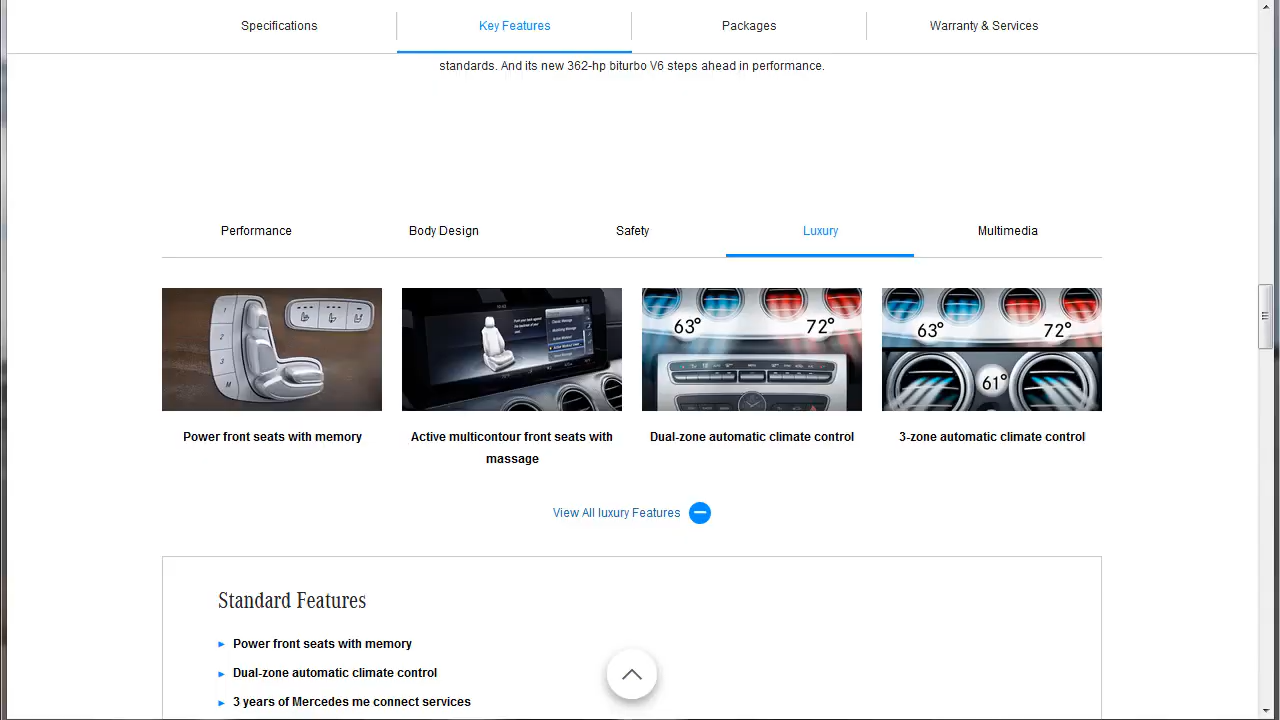 Specifications
Key Features
Packages
Warranty & Services
standards. And its new 362-hp biturbo V6 steps ahead in performance.
Performance
Body Design
Safety
Luxury
Multimedia
1
2
3
M
63°
72°
63°
72°
61°
Power front seats with memory
Active multicontour front seats with
massage
Dual-zone automatic climate control
3-zone automatic climate control
View All luxury Features
Standard Features
Power front seats with memory
Dual-zone automatic climate control
3 years of Mercedes me connect services